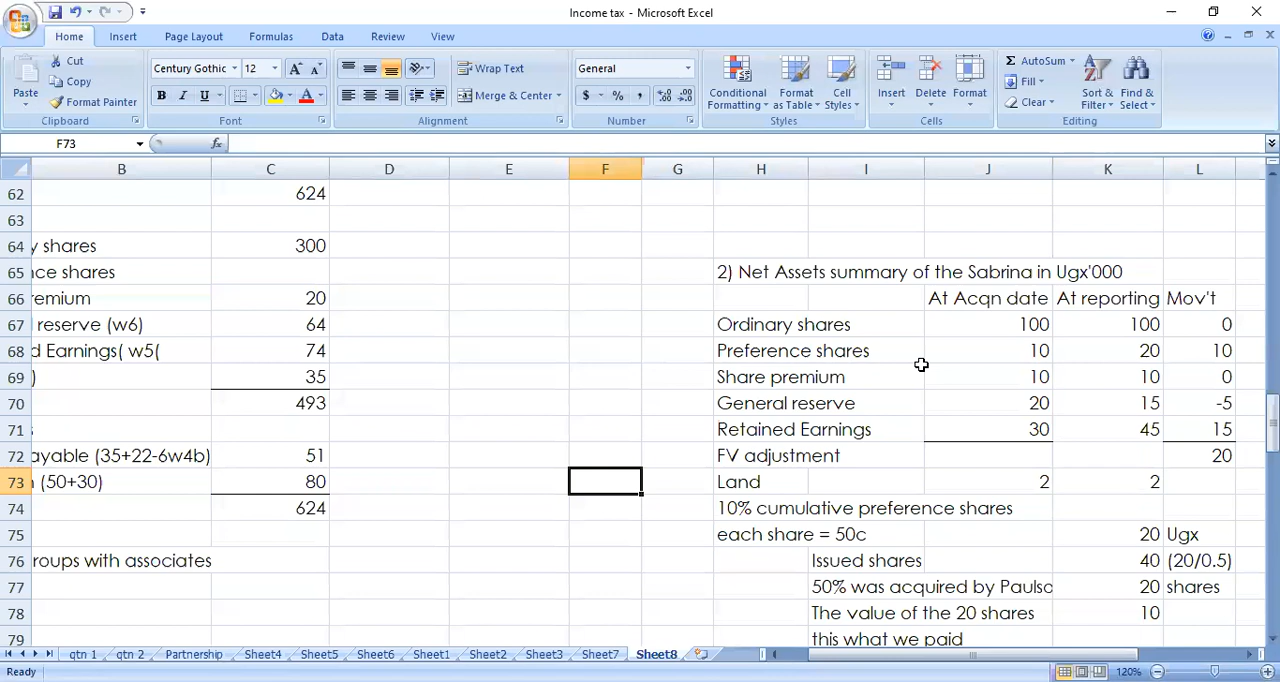 Income tax - Microsoft Excel
Home Insert Page Layout Formulas Data Review View
Paste Cut Copy Format Painter
Century Gothic 12
B I U A A A
Wrap Text
Merge & Center
General
$ % ,
Conditional Formatting Format as Table Cell Styles
Insert Delete Format
Σ AutoSum
Fill
Clear
Sort & Filter Find & Select
Clipboard Font Alignment Number Styles Cells Editing
F73 fx
B C D E F G H I J K L
62 624
63
64 y shares 300
65 nce shares 2) Net Assets summary of the Sabrina in Ugx'000
66 remium 20 At Acqn date At reporting Mov't
67 l reserve (w6) 64 Ordinary shares 100 100 0
68 d Earnings( w5( 74 Preference shares 10 20 10
69 ) 35 Share premium 10 10 0
70 493 General reserve 20 15 -5
71 s Retained Earnings 30 45 15
72 ayable (35+22-6w4b) 51 FV adjustment 20
73 n (50+30) 80 Land 2 2
74 624 10% cumulative preference shares
75 each share = 50c 20 Ugx
76 roups with associates Issued shares 40 (20/0.5)
77 50% was acquired by Paulso 20 shares
78 The value of the 20 shares 10
79 this what we paid
qtn 1 qtn 2 Partnership Sheet4 Sheet5 Sheet6 Sheet1 Sheet2 Sheet3 Sheet7 Sheet8
Ready 120%